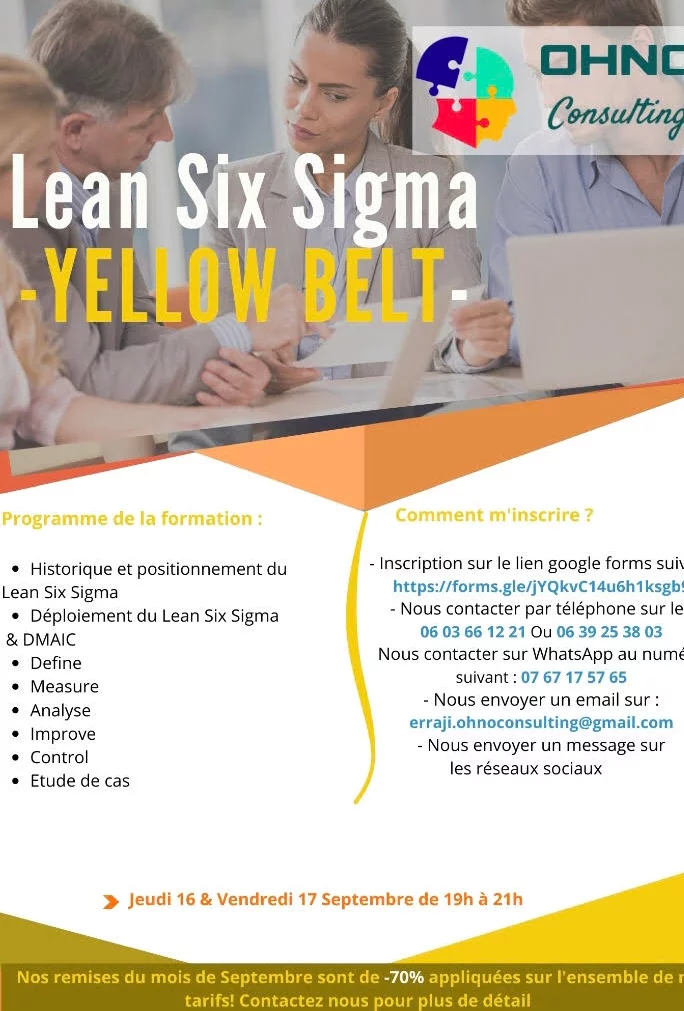 OHNO
Consulting
Lean Six Sigma
-YELLOW BELT-
Programme de la formation :
• Historique et positionnement du
Lean Six Sigma
• Déploiement du Lean Six Sigma
& DMAIC
• Define
• Measure
• Analyse
• Improve
• Control
• Etude de cas
Comment m'inscrire ?
- Inscription sur le lien google forms
https://forms.gle/jYQkvC14u6h1ksgb9
- Nous contacter par téléphone sur le
06 03 66 12 21 Ou 06 39 25 38 03
Nous contacter sur WhatsApp au
suivant : 07 67 17 57 65
- Nous envoyer un email sur :
erraji.ohnoconsulting@gmail.com
- Nous envoyer un message sur
les réseaux sociaux
Jeudi 16 & Vendredi 17 Septembre de 19h à 21h
Nos remises du mois de Septembre sont de -70% appliquées sur l'ensemble de
tarifs! Contactez nous pour plus de détail